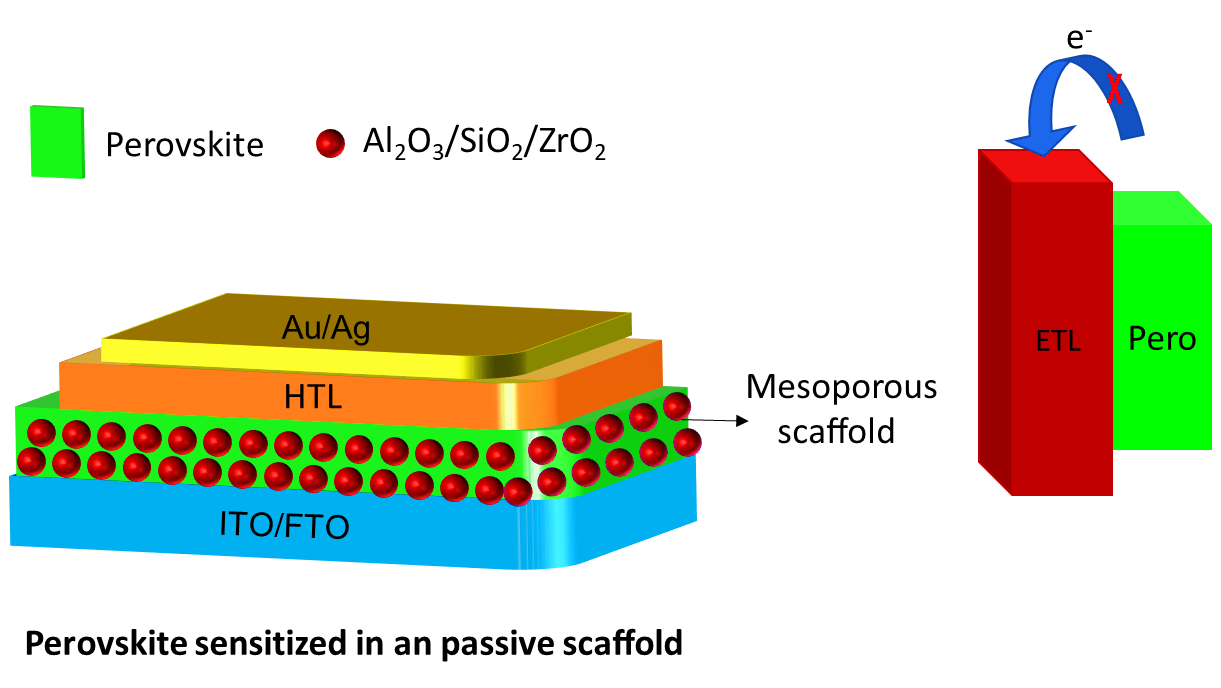 e⁻
X
Perovskite
Al₂O₃/SiO₂/ZrO₂
Au/Ag
HTL
ITO/FTO
Mesoporous
scaffold
ETL
Pero
Perovskite sensitized in an passive scaffold